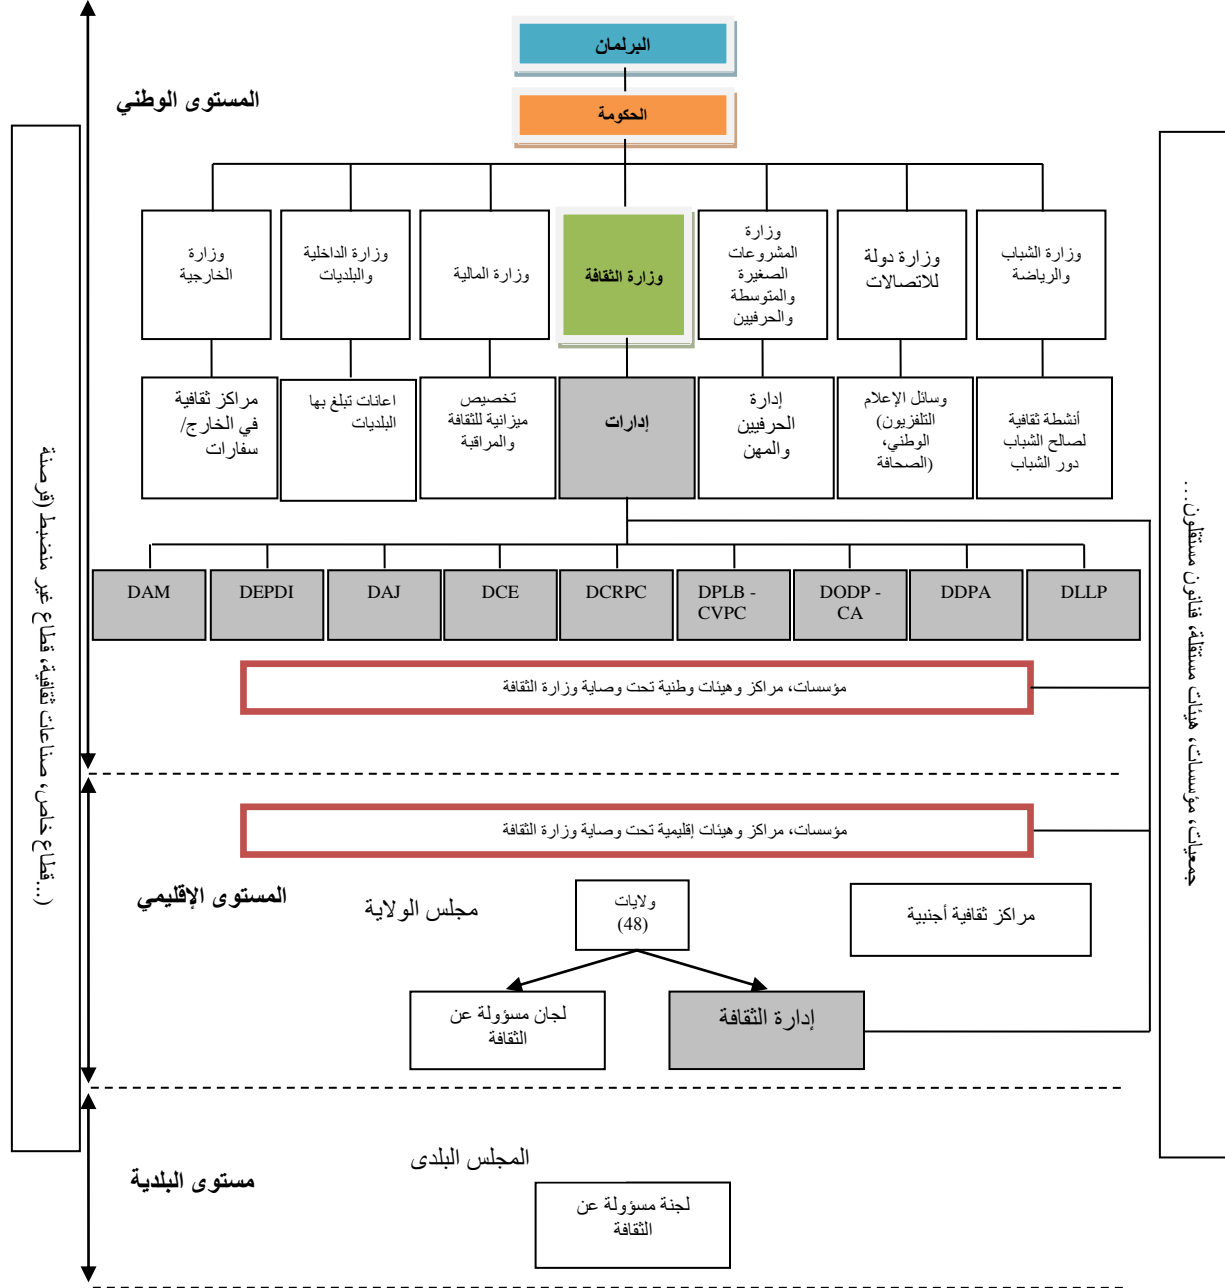 البرلمان
المستوى الوطني
الحكومة
وزارة الشباب
والرياضة
وزارة دولة
للاتصالات
وزارة
المشروعات
الصغيرة
والمتوسطة
والحرفيين
وزارة الثقافة
وزارة المالية
وزارة الداخلية
والبلديات
وزارة
الخارجية
أنشطة ثقافية
لصالح الشباب
دور الشباب
وسائل الإعلام
(التلفزيون
الوطني،
الصحافة)
إدارة
الحرفيين
والمهن
إدارات
تخصيص
ميزانية للثقافة
والمراقبة
اعانات تبلغ بها
البلديات
مراكز ثقافية
في الخارج/
سفارات
DAM
DEPDI
DAJ
DCE
DCRPC
DPLB -
CVPC
DODP -
CA
DDPA
DLLP
مؤسسات، مراكز وهيئات وطنية تحت وصاية وزارة الثقافة
مؤسسات، مراكز وهيئات إقليمية تحت وصاية وزارة الثقافة
المستوى الإقليمي
مجلس الولاية
ولايات
(48)
مراكز ثقافية أجنبية
إدارة الثقافة
لجان مسؤولة عن
الثقافة
المجلس البلدى
مستوى البلدية
لجنة مسؤولة عن
الثقافة
جمعيات، مؤسسات، هيئات مستقلة، فنانون مستقلون...
قطاع خاص، صناعات ثقافية، قطاع غير منضبط (قرصنة...)